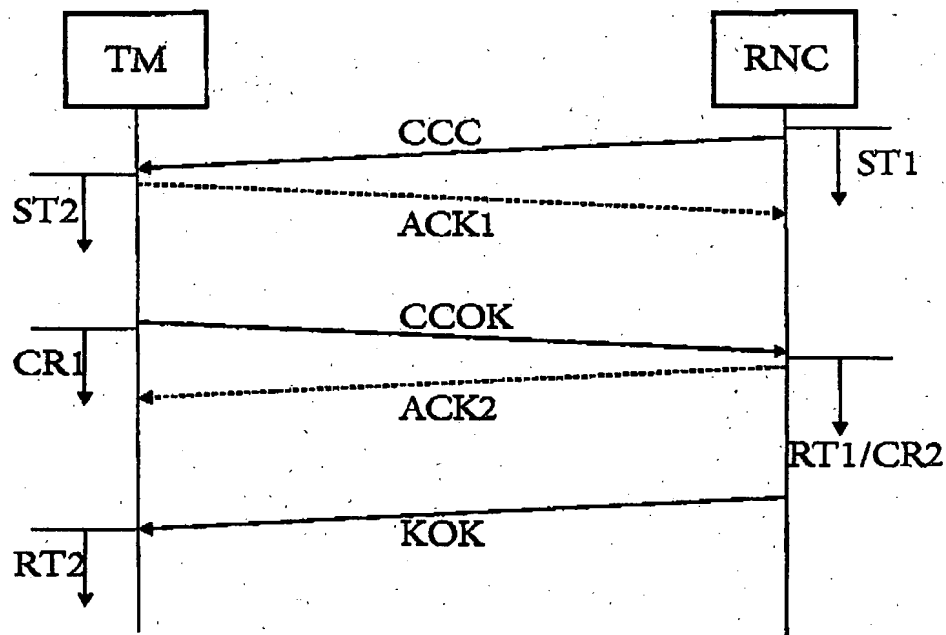 TM
RNC
CCC
ST1
ST2
ACK1
CCOK
CR1
ACK2
RT1/CR2
KOK
RT2